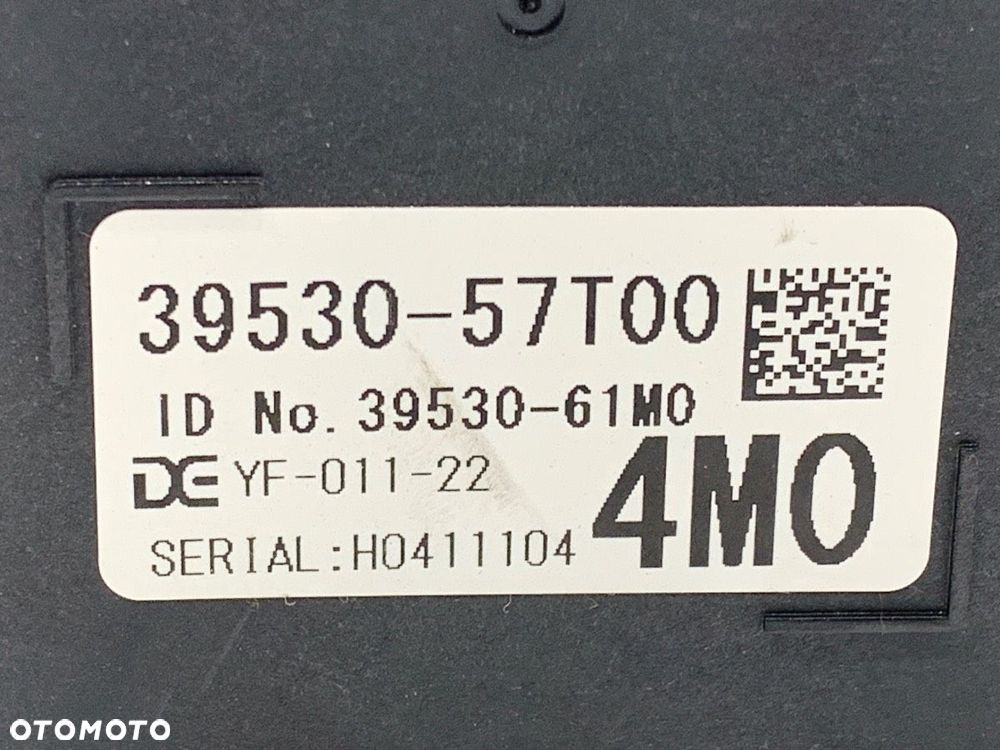 39530-57T00
ID No. 39530-61M0
DE YF-011-22
4M0
SERIAL:H0411104
OTOMOTO